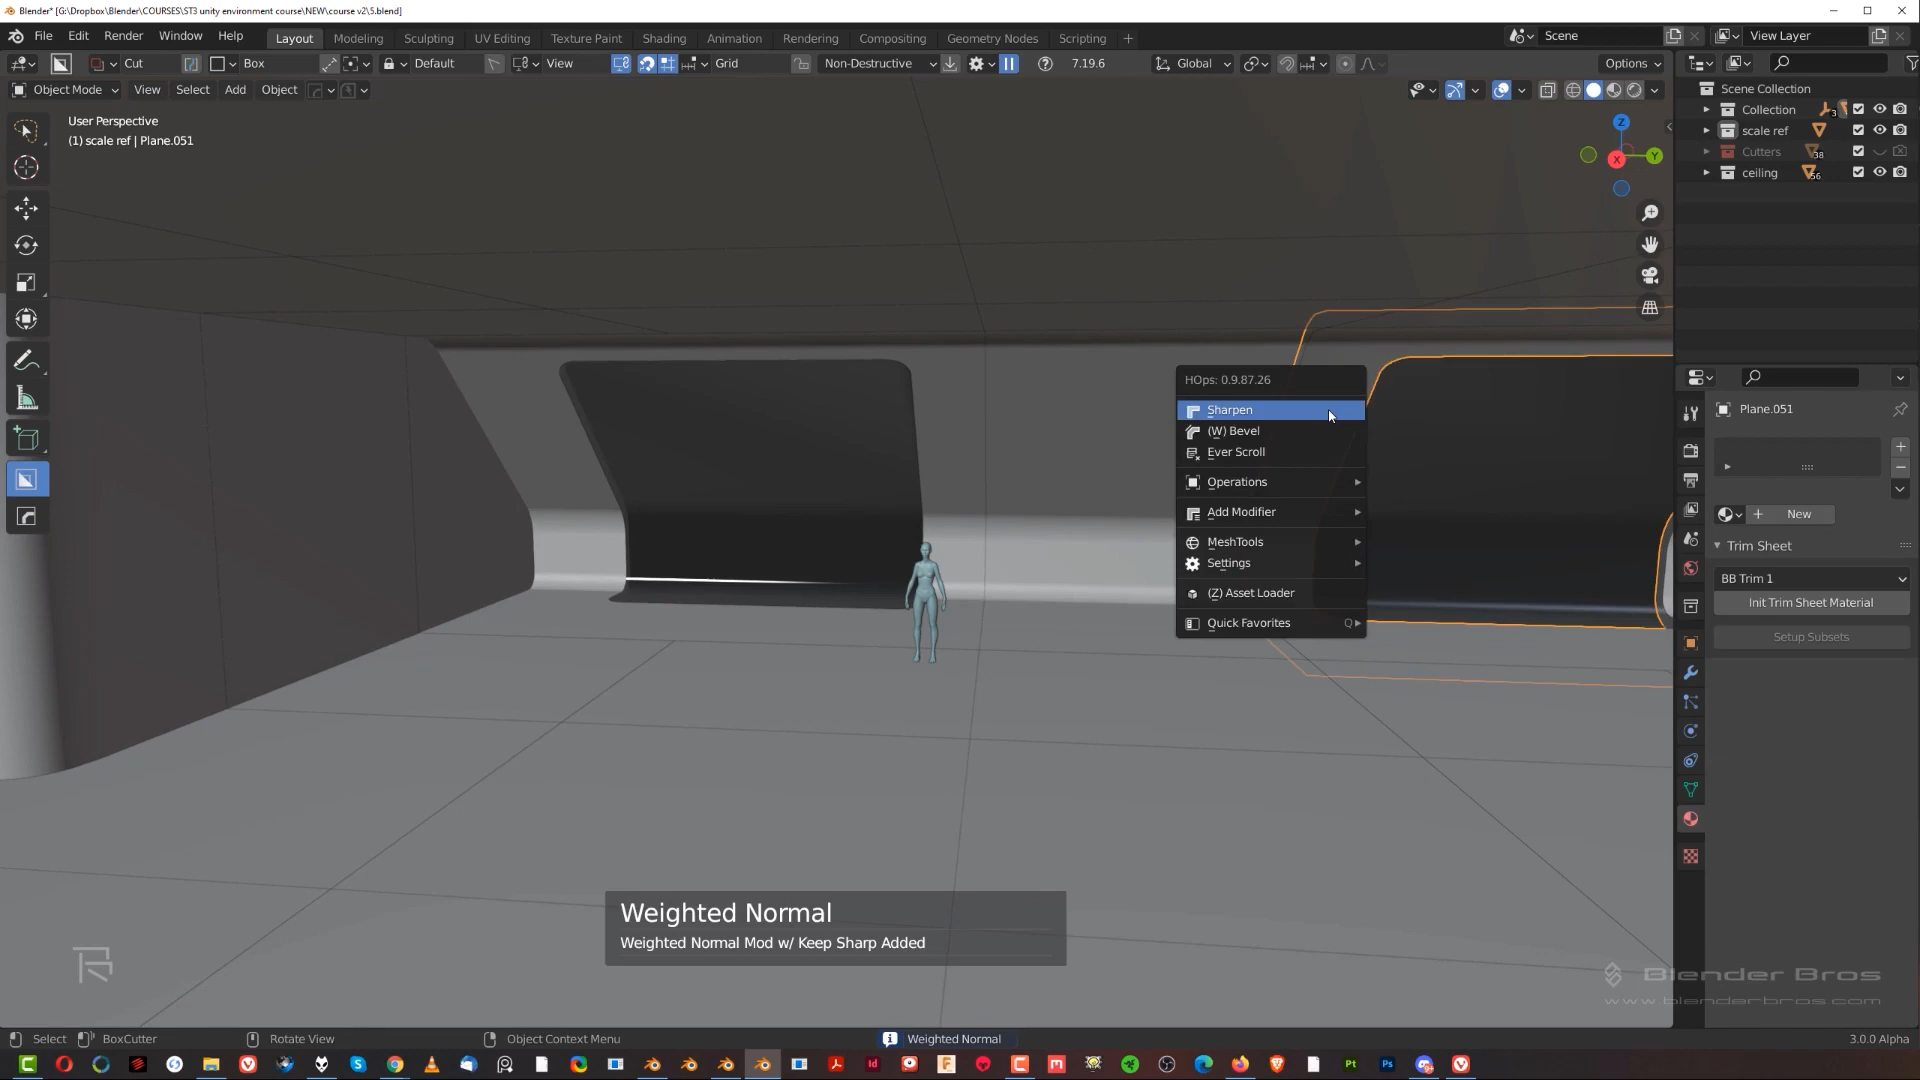 Blender* [G:\Dropbox\Blender\COURSES\ST3 unity environment course\NEW\course v2\5.blend]
File Edit Render Window Help Layout Modeling Sculpting UV Editing Texture Paint Shading Animation Rendering Compositing Geometry Nodes Scripting + Scene View Layer
Cut Box Default View Grid Non-Destructive 7.19.6 Global Options
Object Mode View Select Add Object
Scene Collection
Collection 3
scale ref
Cutters 38
ceiling 56
User Perspective
(1) scale ref | Plane.051
Z
Y
X
HOps: 0.9.87.26
Sharpen
(W) Bevel
Ever Scroll
Operations
Add Modifier
MeshTools
Settings
(Z) Asset Loader
Quick Favorites Q
Plane.051
New
Trim Sheet
BB Trim 1
Init Trim Sheet Material
Setup Subsets
Weighted Normal
Weighted Normal Mod w/ Keep Sharp Added
Blender Bros
www.blenderbros.com
Select BoxCutter Rotate View Object Context Menu Weighted Normal 3.0.0 Alpha
Id F Pt Ps